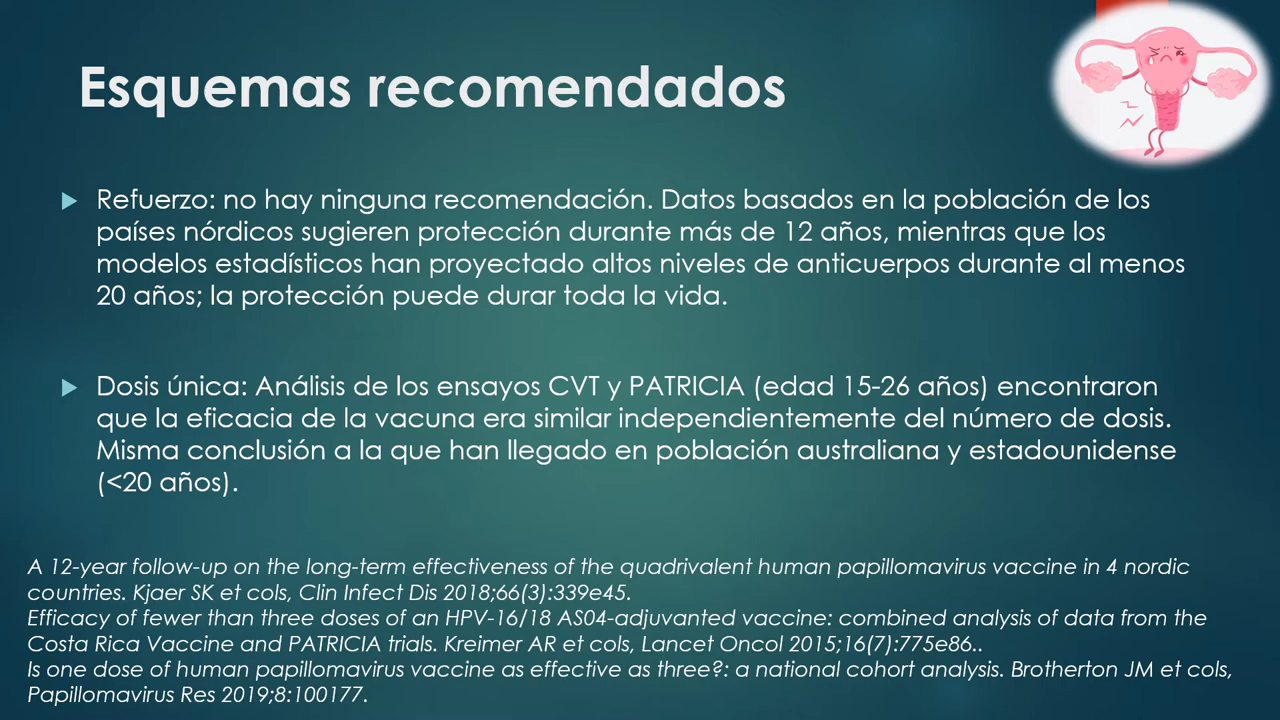 Esquemas recomendados
Refuerzo: no hay ninguna recomendación. Datos basados en la población de los
países nórdicos sugieren protección durante más de 12 años, mientras que los
modelos estadísticos han proyectado altos niveles de anticuerpos durante al menos
20 años; la protección puede durar toda la vida.
Dosis única: Análisis de los ensayos CVT y PATRICIA (edad 15-26 años) encontraron
que la eficacia de la vacuna era similar independientemente del número de dosis.
Misma conclusión a la que han llegado en población australiana y estadounidense
(<20 años).
A 12-year follow-up on the long-term effectiveness of the quadrivalent human papillomavirus vaccine in 4 nordic
countries. Kjaer SK et cols, Clin Infect Dis 2018;66(3):339e45.
Efficacy of fewer than three doses of an HPV-16/18 AS04-adjuvanted vaccine: combined analysis of data from the
Costa Rica Vaccine and PATRICIA trials. Kreimer AR et cols, Lancet Oncol 2015;16(7):775e86..
Is one dose of human papillomavirus vaccine as effective as three?: a national cohort analysis. Brotherton JM et cols,
Papillomavirus Res 2019;8:100177.